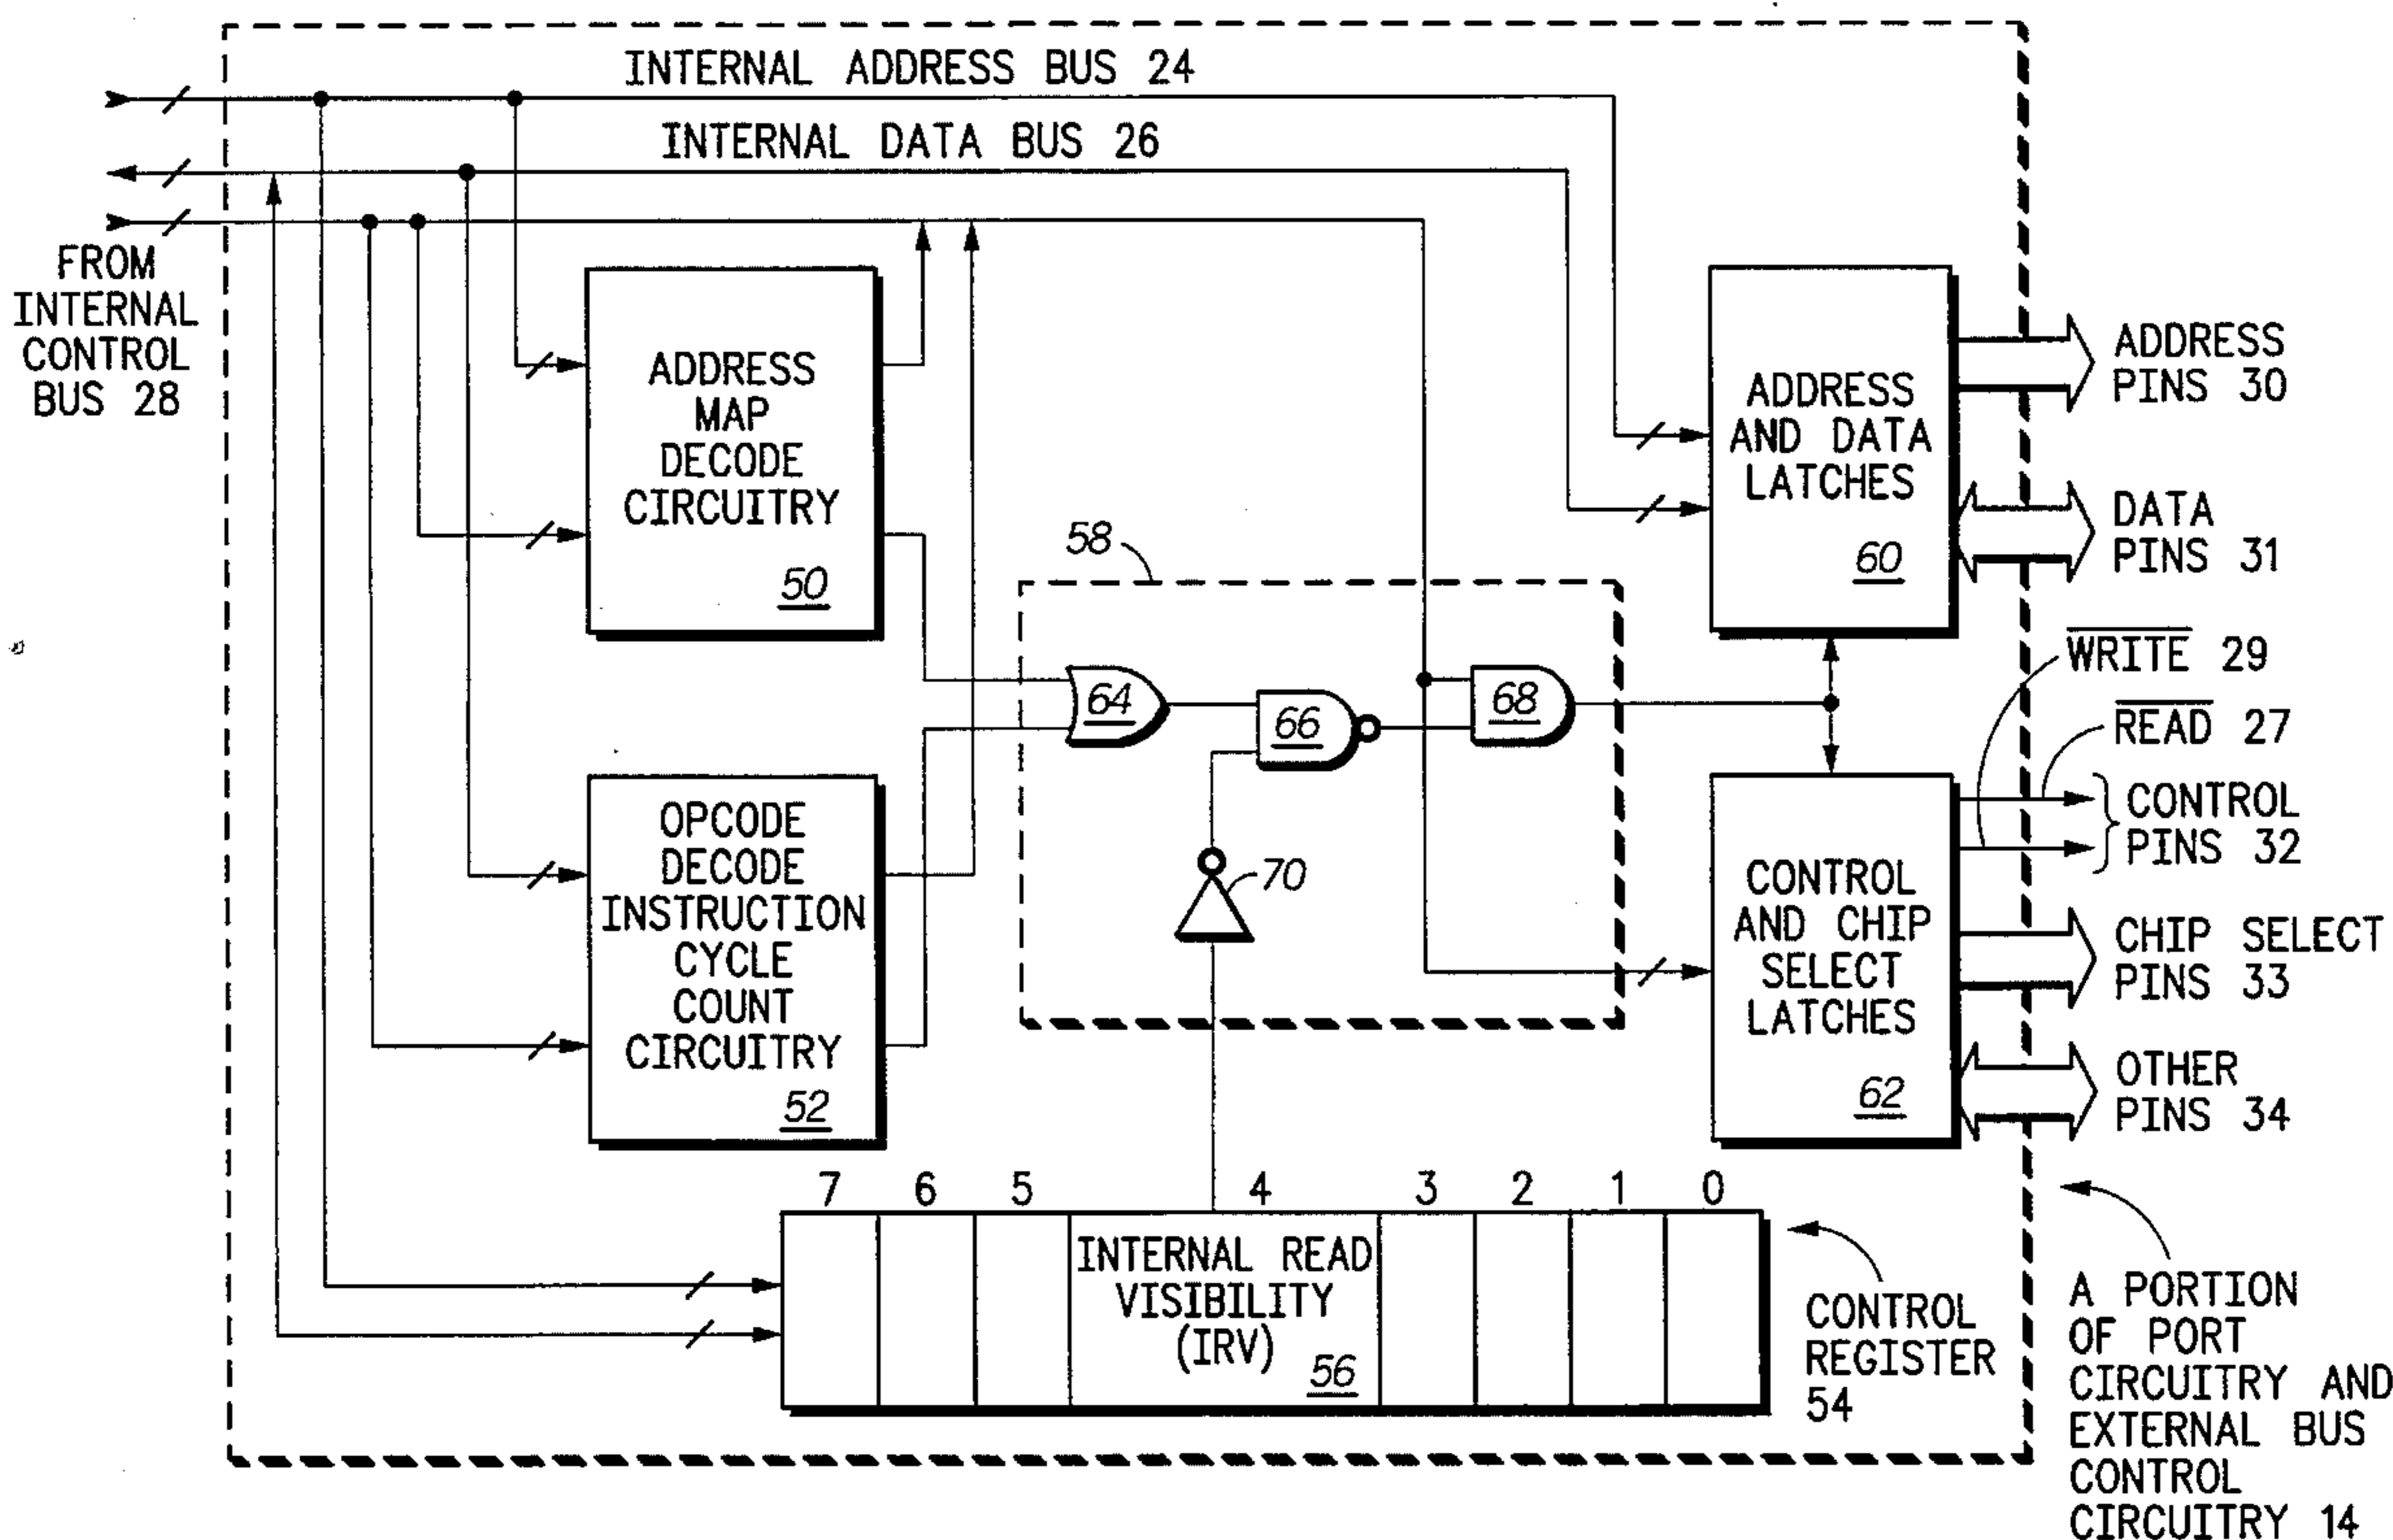 INTERNAL ADDRESS BUS 24
INTERNAL DATA BUS 26
FROM
INTERNAL
CONTROL
BUS 28
ADDRESS
MAP
DECODE
CIRCUITRY
50
OPCODE
DECODE
INSTRUCTION
CYCLE
COUNT
CIRCUITRY
52
58
64
66
68
70
ADDRESS
AND DATA
LATCHES
60
CONTROL
AND CHIP
SELECT
LATCHES
62
ADDRESS
PINS 30
DATA
PINS 31
WRITE 29
READ 27
CONTROL
PINS 32
CHIP SELECT
PINS 33
OTHER
PINS 34
7 6 5 4 3 2 1 0
INTERNAL READ
VISIBILITY
(IRV)
56
CONTROL
REGISTER
54
A PORTION
OF PORT
CIRCUITRY AND
EXTERNAL BUS
CONTROL
CIRCUITRY 14